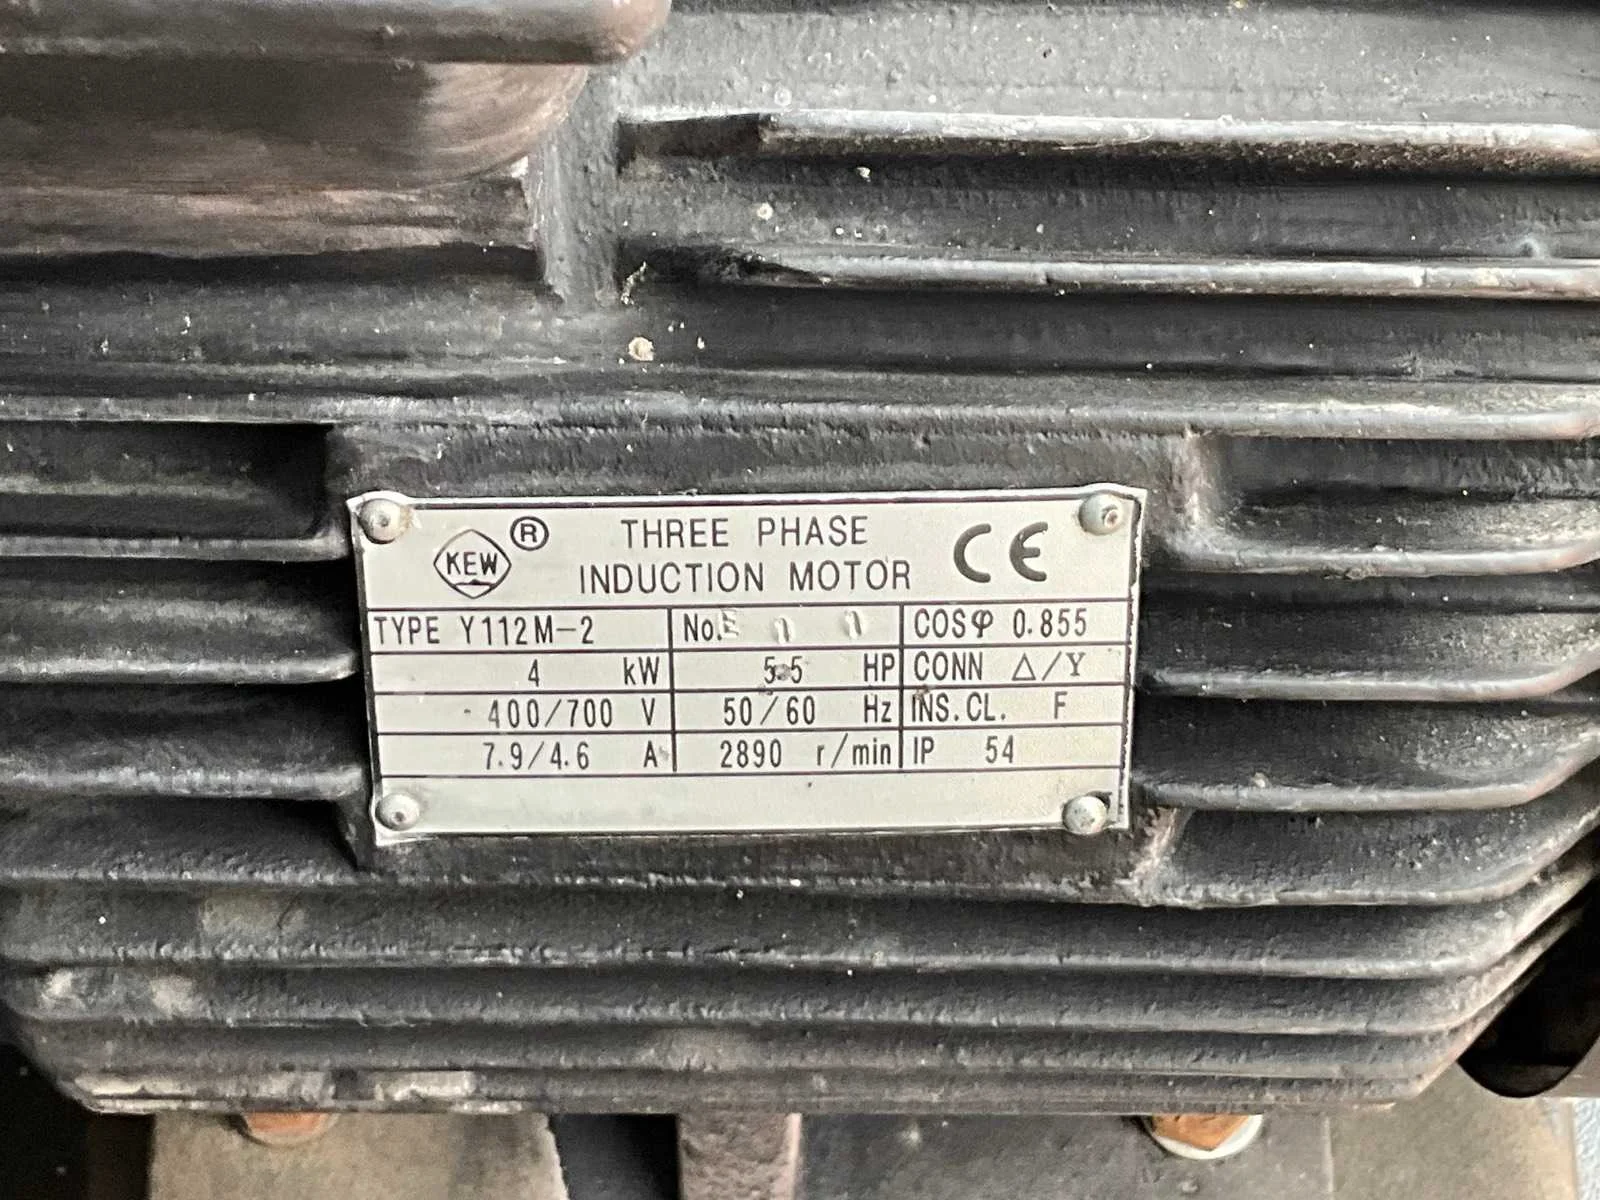 KEW ® THREE PHASE CE
INDUCTION MOTOR
TYPE Y112M-2 No. COSφ 0.855
4 kW 5.5 HP CONN △/Y
400/700 V 50/60 Hz INS.CL. F
7.9/4.6 A 2890 r/min IP 54